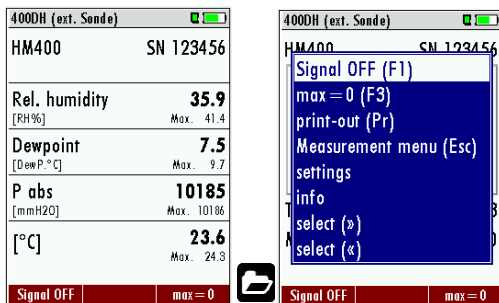 400DH (ext. Sonde)
HM400 SN 123456
Rel. humidity 35.9
[RH%] Max. 41.4
Dewpoint 7.5
[DewP.°C] Max. 9.7
P abs 10185
[mmH2O] Max. 10186
[°C] 23.6
Max. 24.3
Signal OFF max=0
400DH (ext. Sonde)
HM400 SN 123456
Signal OFF (F1)
max=0 (F3)
print-out (Pr)
Measurement menu (Esc)
settings
info
select (»)
select («)
Signal OFF max=0